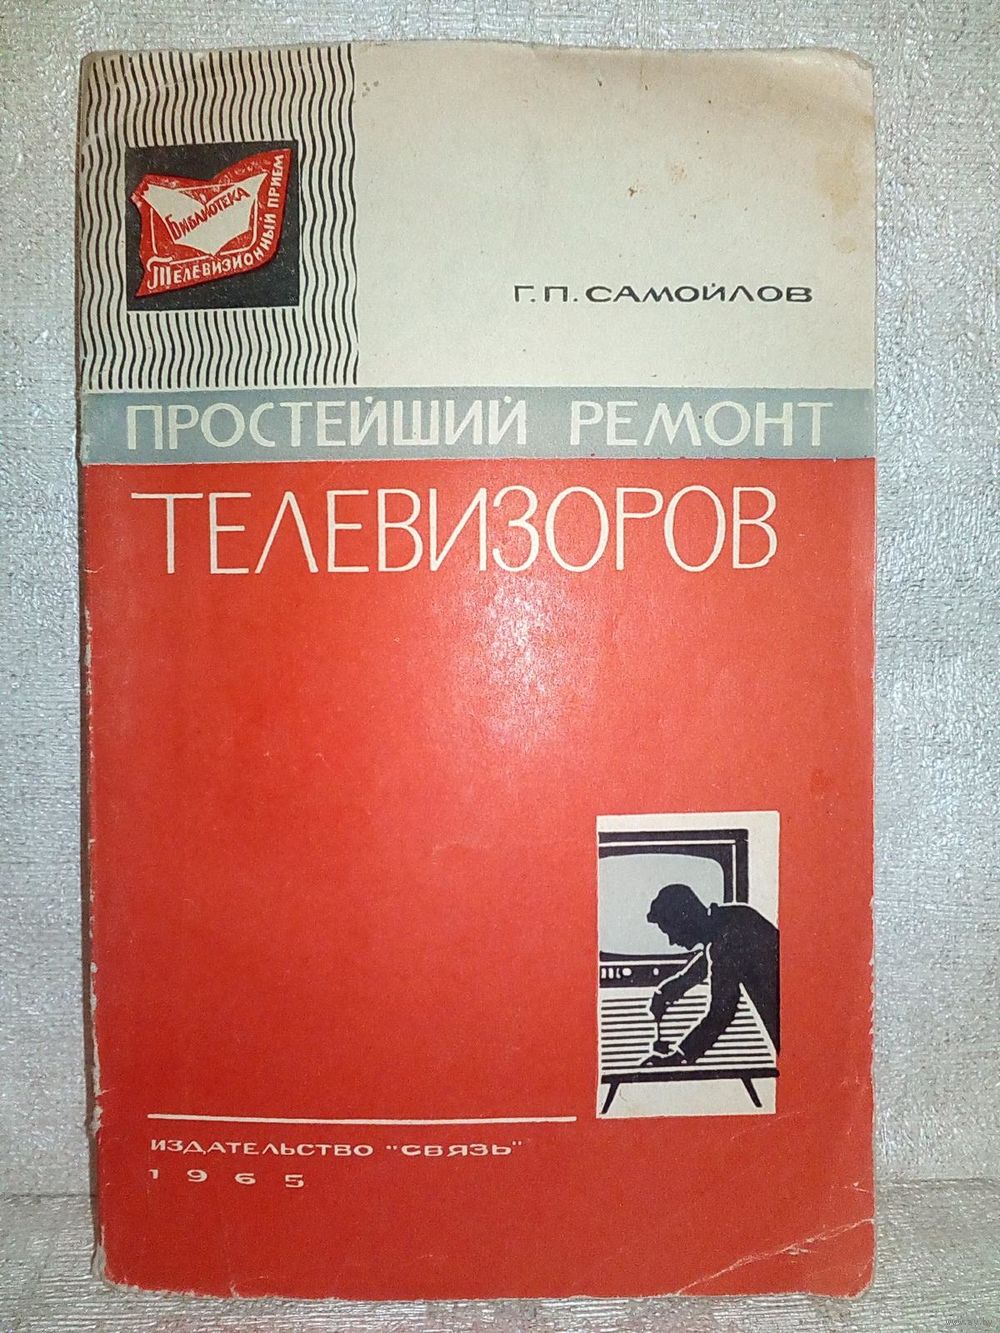 БИБЛИОТЕКА
ТЕЛЕВИЗИОННЫЙ ПРИЕМ
Г.П. САМОЙЛОВ
ПРОСТЕЙШИЙ РЕМОНТ
ТЕЛЕВИЗОРОВ
ИЗДАТЕЛЬСТВО "СВЯЗЬ"
1965